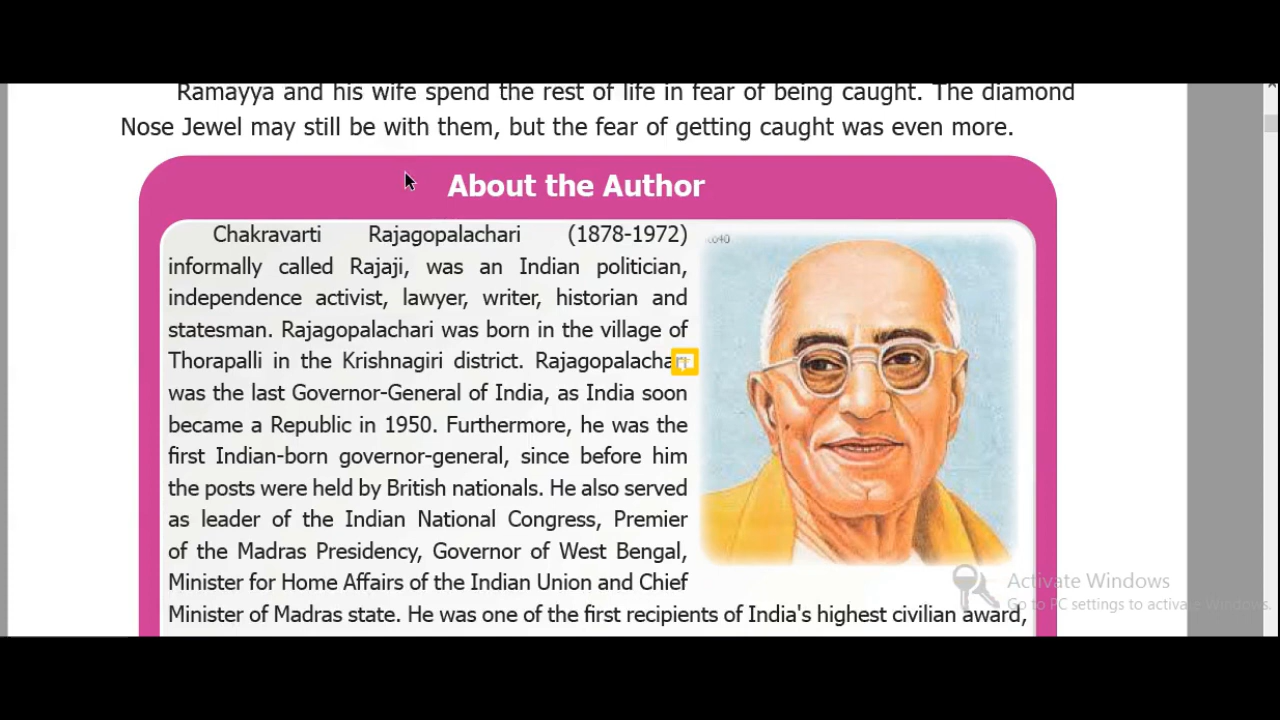 Ramayya and his wife spend the rest of life in fear of being caught. The diamond
Nose Jewel may still be with them, but the fear of getting caught was even more.
About the Author
Chakravarti Rajagopalachari (1878-1972)
informally called Rajaji, was an Indian politician,
independence activist, lawyer, writer, historian and
statesman. Rajagopalachari was born in the village of
Thorapalli in the Krishnagiri district. Rajagopalachari
was the last Governor-General of India, as India soon
became a Republic in 1950. Furthermore, he was the
first Indian-born governor-general, since before him
the posts were held by British nationals. He also served
as leader of the Indian National Congress, Premier
of the Madras Presidency, Governor of West Bengal,
Minister for Home Affairs of the Indian Union and Chief
Minister of Madras state. He was one of the first recipients of India's highest civilian award,
Activate Windows
Go to PC settings to activate Windows.